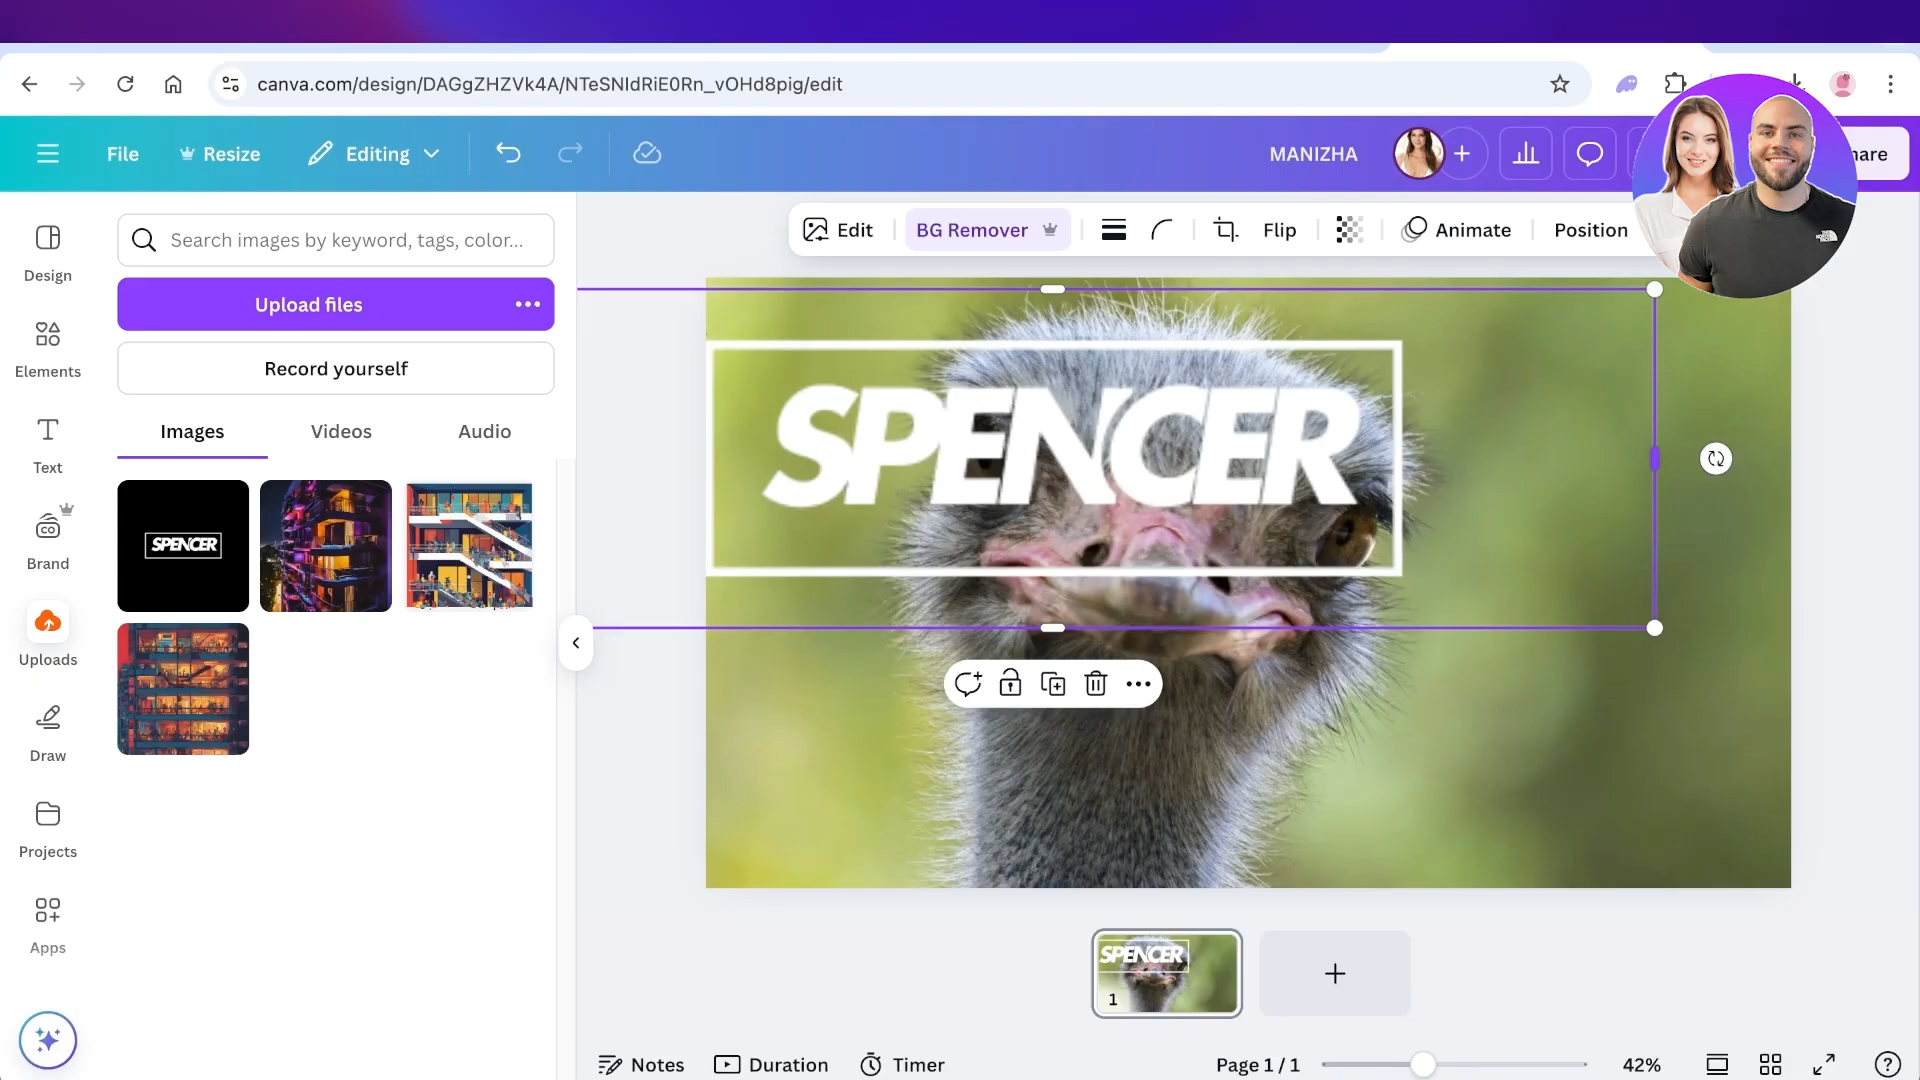 canva.com/design/DAGgZHZVk4A/NTeSNIdRiE0Rn_vOHd8pig/edit
File
Resize
Editing
MANIZHA
Design
Elements
Text
Brand
Uploads
Draw
Projects
Apps
Search images by keyword, tags, color...
Upload files
Record yourself
Images Videos Audio
SPENCER
Edit
BG Remover
Flip
Animate
Position
SPENCER
SPENCER
1
Notes
Duration
Timer
Page 1 / 1
42%